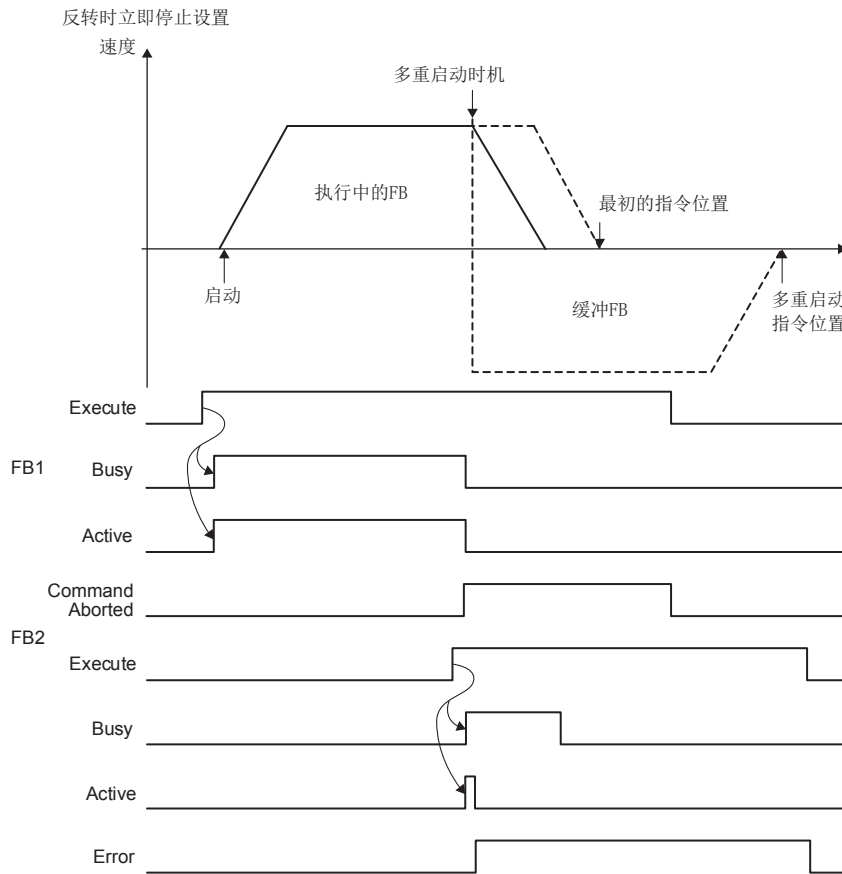 反转时立即停止设置
速度
多重启动时机
执行中的FB
最初的指令位置
启动
缓冲FB
多重启动
指令位置
Execute
FB1
Busy
Active
Command
Aborted
FB2
Execute
Busy
Active
Error